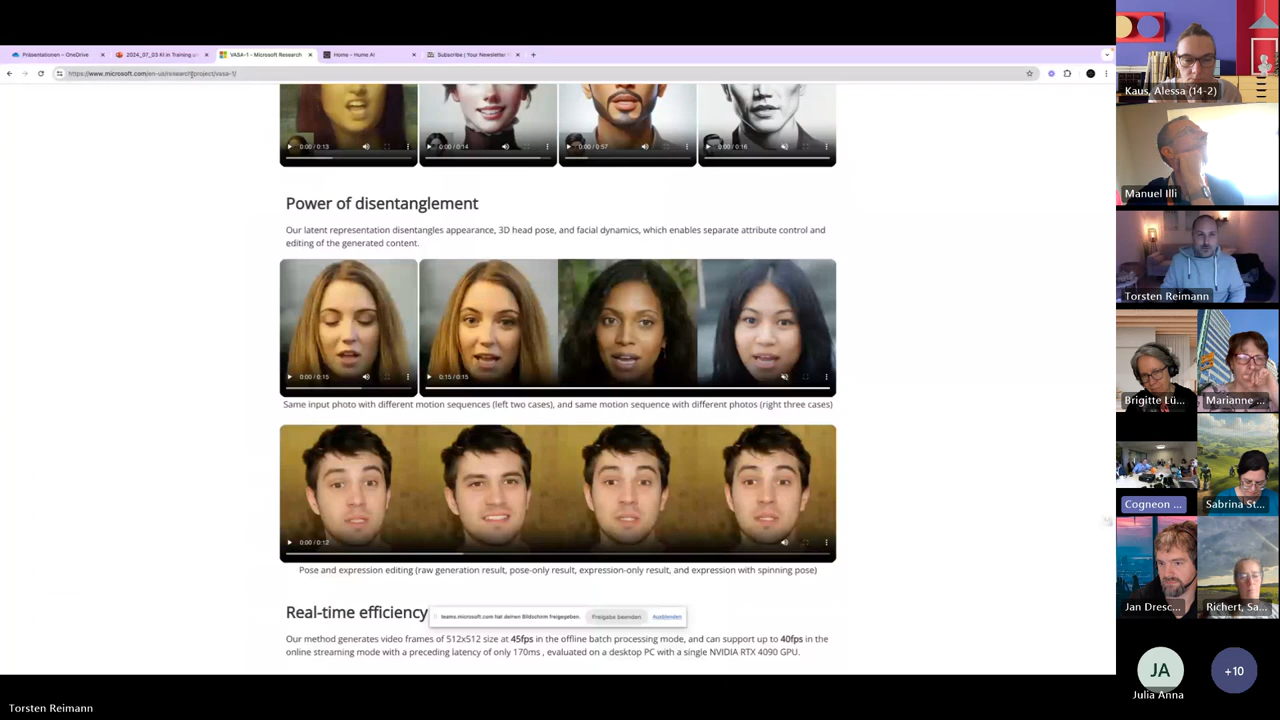 Präsentationen – OneDrive
2024_07_03 KI in Training u
VASA-1 - Microsoft Research
Home - Hume AI
Subscribe | Your Newsletter
https://www.microsoft.com/en-us/research/project/vasa-1/
0:00 / 0:13
0:00 / 0:14
0:00 / 0:57
0:00 / 0:16
Power of disentanglement
Our latent representation disentangles appearance, 3D head pose, and facial dynamics, which enables separate attribute control and
editing of the generated content.
0:00 / 0:15
0:15 / 0:15
Same input photo with different motion sequences (left two cases), and same motion sequence with different photos (right three cases)
0:00 / 0:12
Pose and expression editing (raw generation result, pose-only result, expression-only result, and expression with spinning pose)
Real-time efficiency
teams.microsoft.com hat deinen Bildschirm freigegeben.
Freigabe beenden
Ausblenden
Our method generates video frames of 512x512 size at 45fps in the offline batch processing mode, and can support up to 40fps in the
online streaming mode with a preceding latency of only 170ms , evaluated on a desktop PC with a single NVIDIA RTX 4090 GPU.
Torsten Reimann
Kaus, Alessa (14-2)
Manuel Illi
Torsten Reimann
Brigitte Lü...
Marianne ...
Cogneon ...
Sabrina St...
Jan Dresc...
Richert, Sa...
JA
+10
Julia Anna